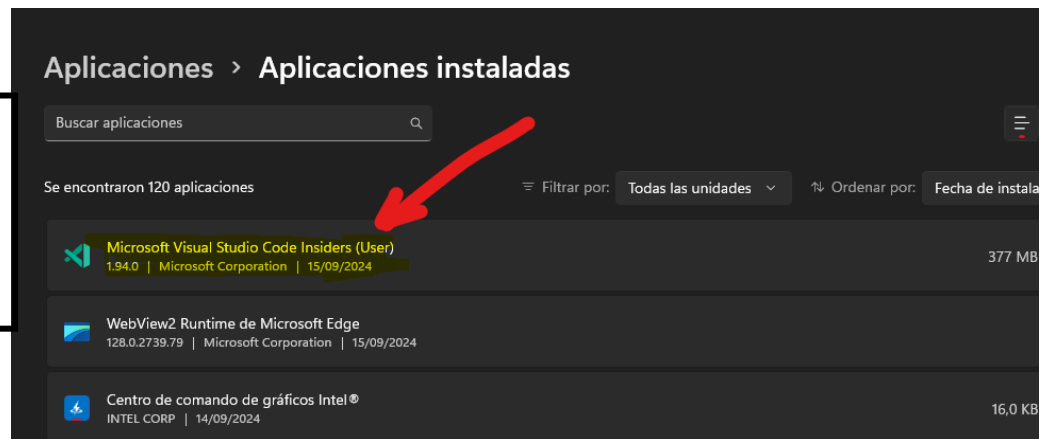 Aplicaciones > Aplicaciones instaladas
Buscar aplicaciones
Se encontraron 120 aplicaciones
Filtrar por: Todas las unidades
Ordenar por: Fecha de instala
Microsoft Visual Studio Code Insiders (User)
1.94.0 | Microsoft Corporation | 15/09/2024
377 MB
WebView2 Runtime de Microsoft Edge
128.0.2739.79 | Microsoft Corporation | 15/09/2024
Centro de comando de gráficos Intel®
INTEL CORP | 14/09/2024
16,0 KB